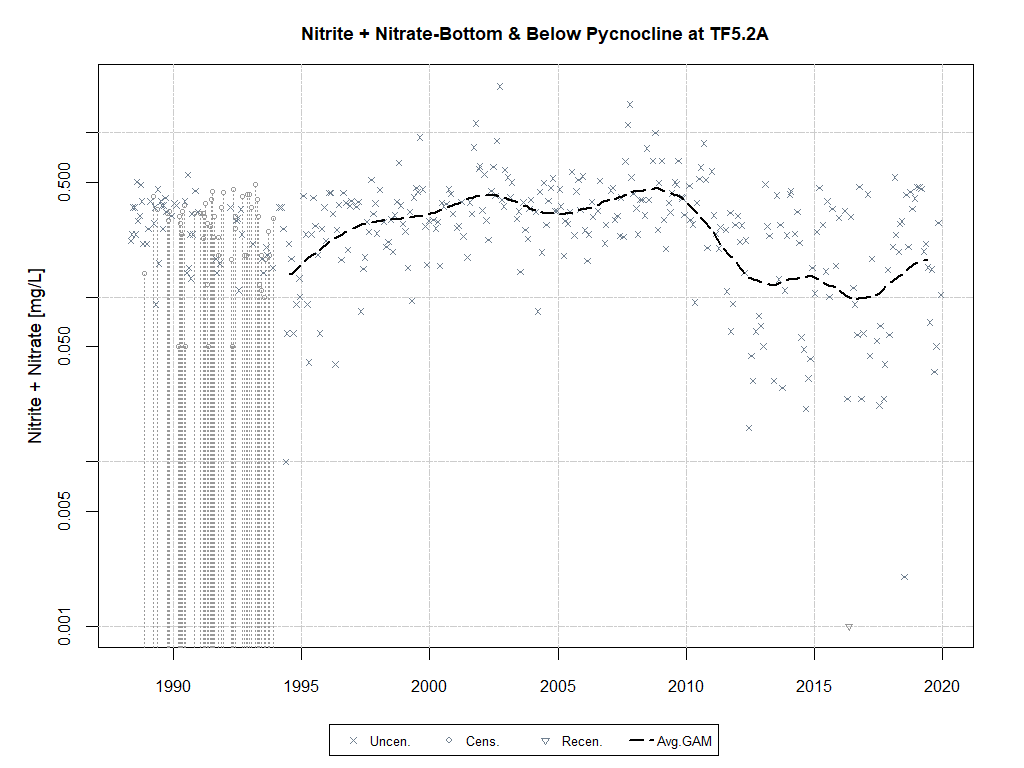 Nitrite + Nitrate-Bottom & Below Pycnocline at TF5.2A
Nitrite + Nitrate [mg/L]
0.500
0.050
0.005
0.001
1990 1995 2000 2005 2010 2015 2020
Uncen. Cens. Recen. Avg.GAM